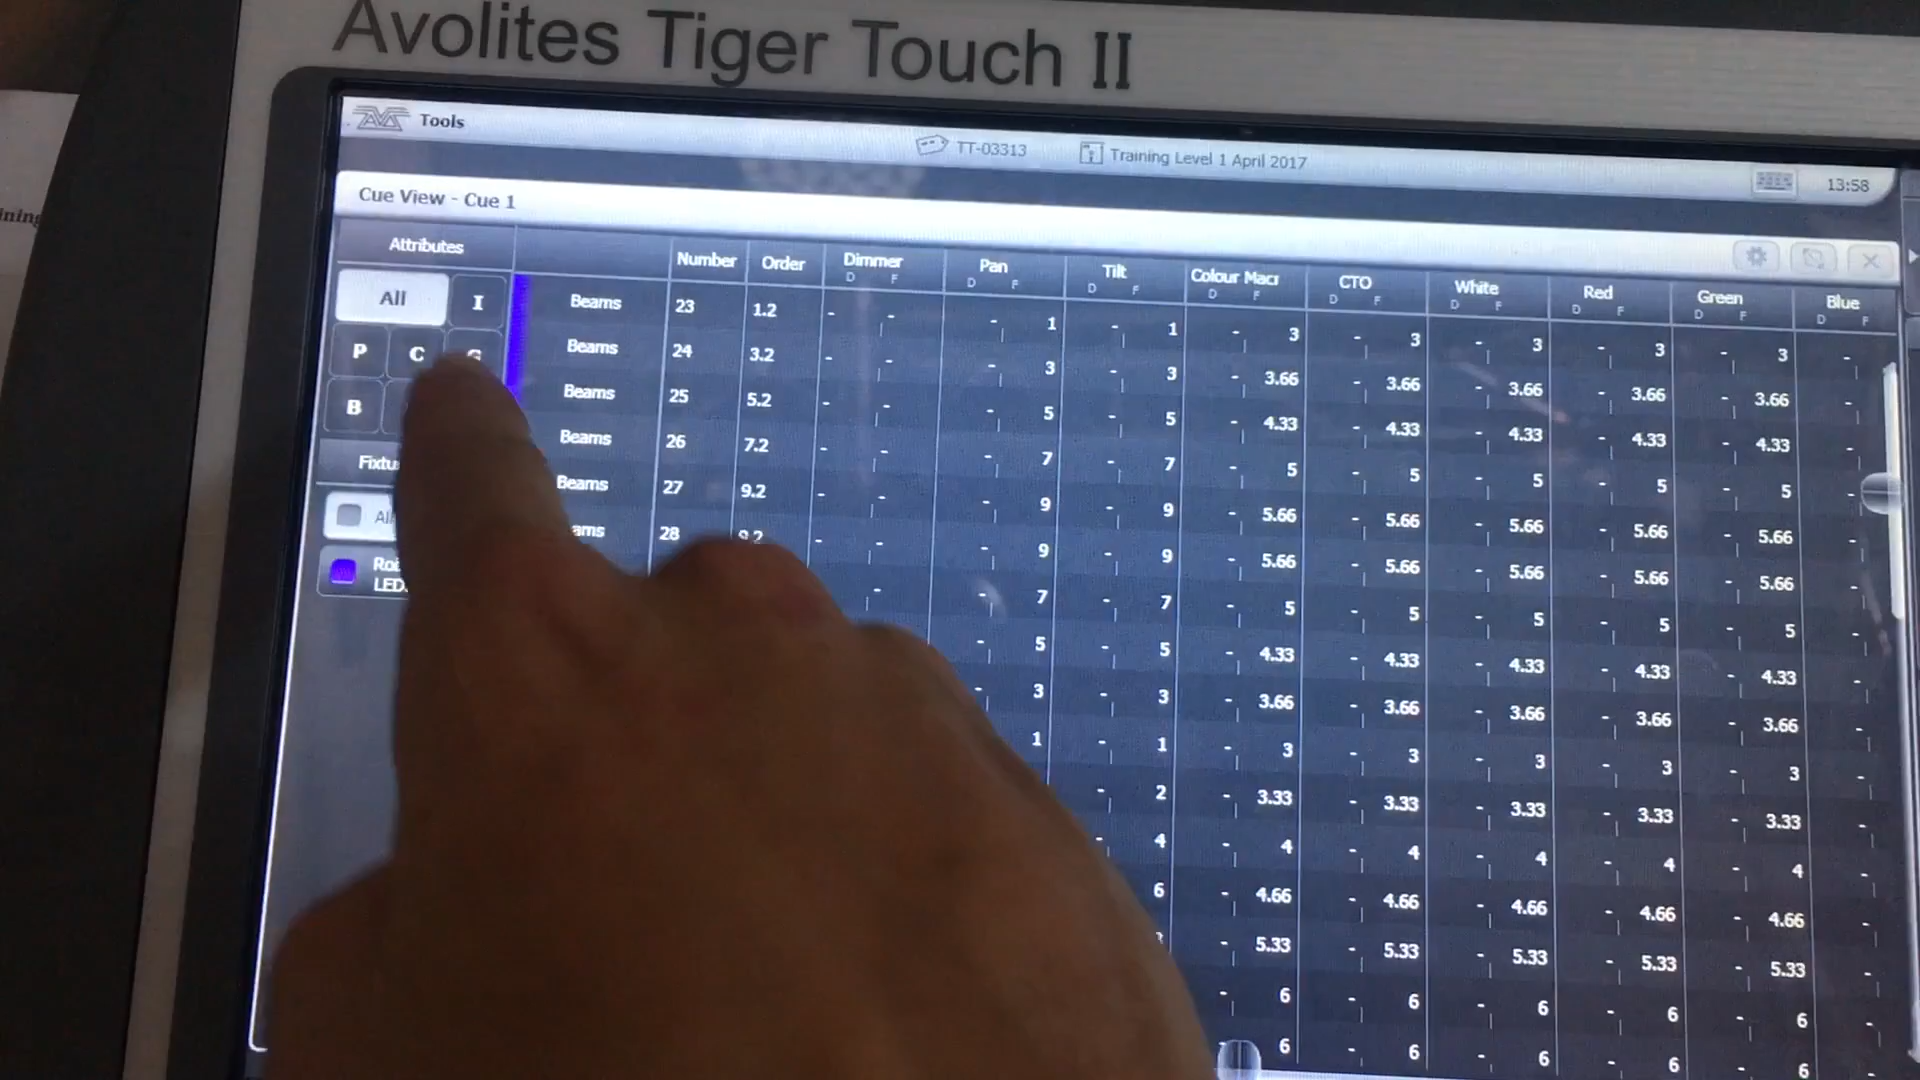 Avolites Tiger Touch II
Tools
TT-03313
Training Level 1 April 2017
13:58
Cue View - Cue 1
Attributes
Number Order Dimmer Pan Tilt Colour Macr CTO White Red Green Blue
D F D F D F D F D F D F D F D F D F
All I
P C
B
Beams 23 1.2 - - - 1 - 1 - 3 - 3 - 3 - 3 - 3 -
Beams 24 3.2 - - - 3 - 3 - 3.66 - 3.66 - 3.66 - 3.66 - 3.66 -
Beams 25 5.2 - - - 5 - 5 - 4.33 - 4.33 - 4.33 - 4.33 - 4.33 -
Beams 26 7.2 - - - 7 - 7 - 5 - 5 - 5 - 5 - 5 -
Beams 27 9.2 - - - 9 - 9 - 5.66 - 5.66 - 5.66 - 5.66 - 5.66 -
ams 28 9.2 - - - 9 - 9 - 5.66 - 5.66 - 5.66 - 5.66 - 5.66 -
- - 7 - 7 - 5 - 5 - 5 - 5 - 5 -
- 5 - 5 - 4.33 - 4.33 - 4.33 - 4.33 - 4.33 -
- 3 - 3 - 3.66 - 3.66 - 3.66 - 3.66 - 3.66 -
1 - 1 - 3 - 3 - 3 - 3 - 3 -
- 2 - 3.33 - 3.33 - 3.33 - 3.33 - 3.33 -
- 4 - 4 - 4 - 4 - 4 - 4 -
6 - 4.66 - 4.66 - 4.66 - 4.66 - 4.66 -
- 5.33 - 5.33 - 5.33 - 5.33 - 5.33 -
- 6 - 6 - 6 - 6 - 6 -
- 6 - 6 - 6 - 6 - 6 -
Fixtu
All
Ro
LED
ining